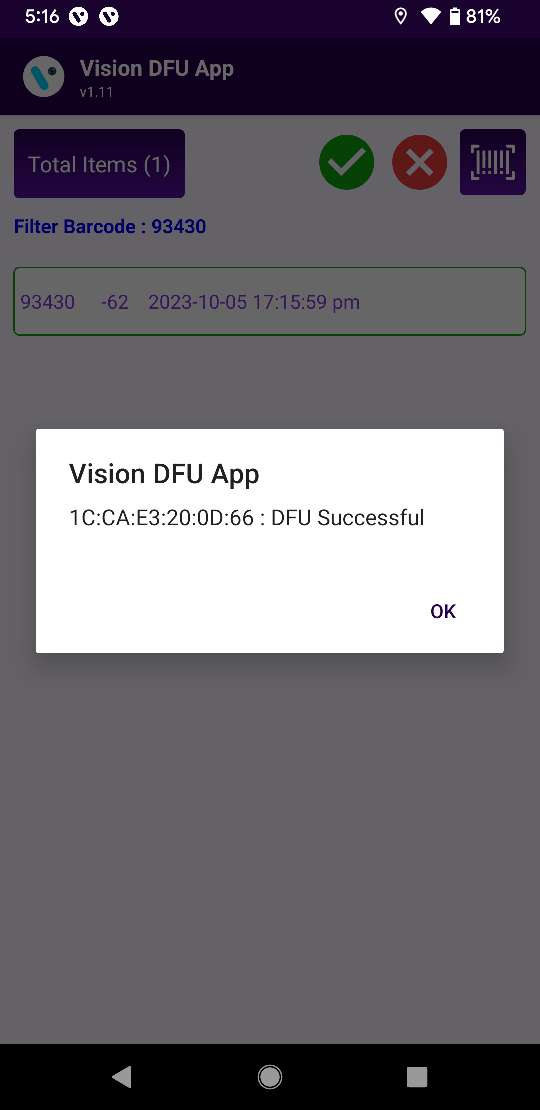 5:16 81%
Vision DFU App
v1.11
Total Items (1)
Filter Barcode : 93430
93430 -62 2023-10-05 17:15:59 pm
Vision DFU App
1C:CA:E3:20:0D:66 : DFU Successful
OK